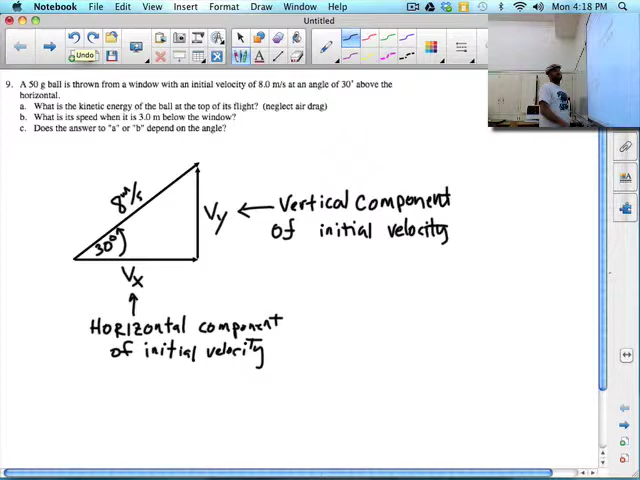 Notebook File Edit View Insert Format Draw Window Help
Mon 4:18 PM
Untitled
Undo
9. A 50 g ball is thrown from a window with an initial velocity of 8.0 m/s at an angle of 30° above the
horizontal.
a. What is the kinetic energy of the ball at the top of its flight? (neglect air drag)
b. What is its speed when it is 3.0 m below the window?
c. Does the answer to "a" or "b" depend on the angle?
8 m/s
30°
Vy
Vertical component
of initial velocity
Vx
HORIZontal component
of initial velocity